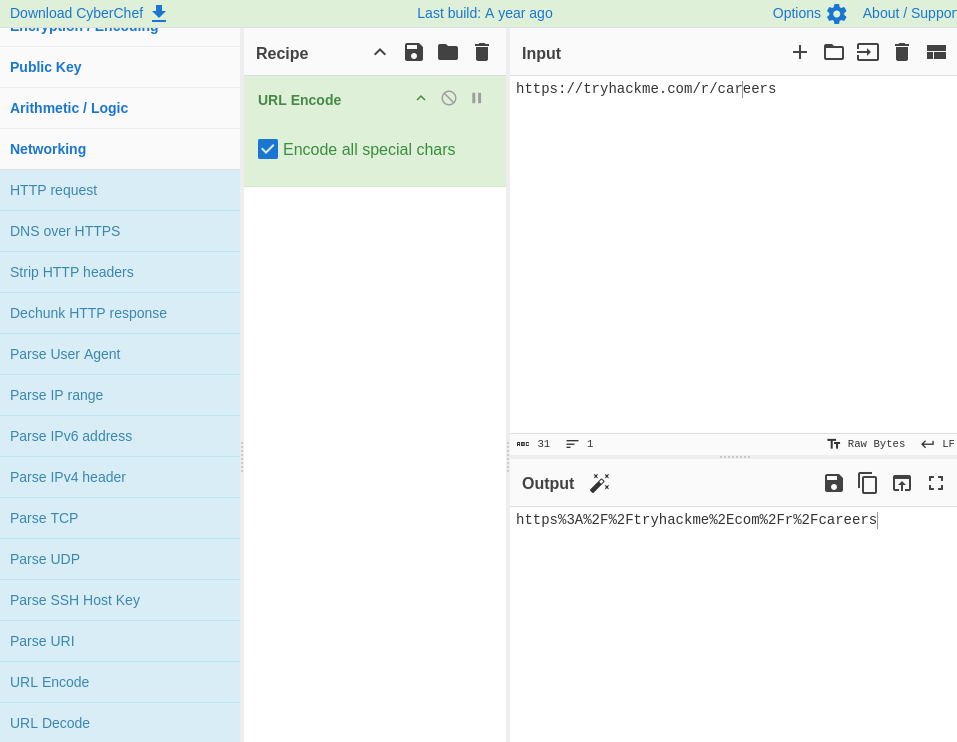 Download CyberChef
Last build: A year ago
Options
About / Suppor
Encryption / Encoding
Public Key
Arithmetic / Logic
Networking
HTTP request
DNS over HTTPS
Strip HTTP headers
Dechunk HTTP response
Parse User Agent
Parse IP range
Parse IPv6 address
Parse IPv4 header
Parse TCP
Parse UDP
Parse SSH Host Key
Parse URI
URL Encode
URL Decode
Recipe
URL Encode
Encode all special chars
Input
https://tryhackme.com/r/careers
ABC 31
1
Raw Bytes
LF
Output
https%3A%2F%2Ftryhackme%2Ecom%2Fr%2Fcareers